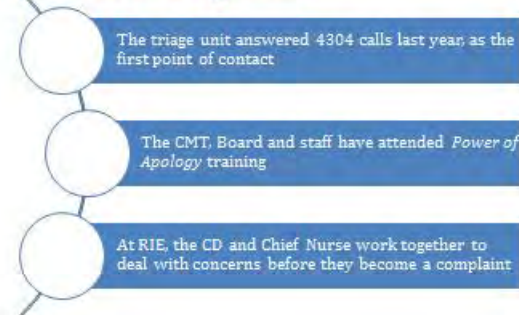 The triage unit answered 4304 calls last year, as the
first point of contact
The CMT, Board and staff have attended Power of
Apology training
At RIE, the CD and Chief Nurse work together to
deal with concerns before they become a complaint